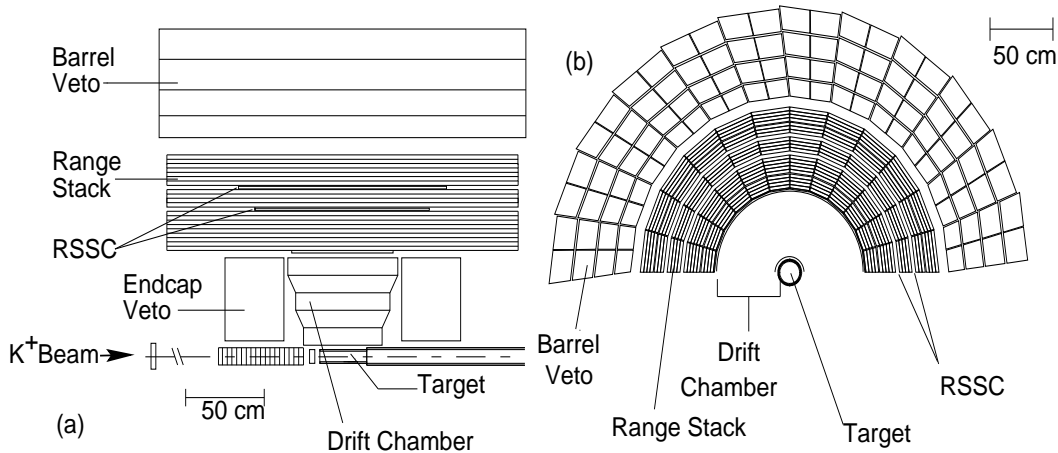 Barrel
Veto
Range
Stack
RSSC
Endcap
Veto
K+Beam
50 cm
(a)
Target
Drift Chamber
(b)
50 cm
Barrel
Veto
Drift
Chamber
Range Stack
RSSC
Target